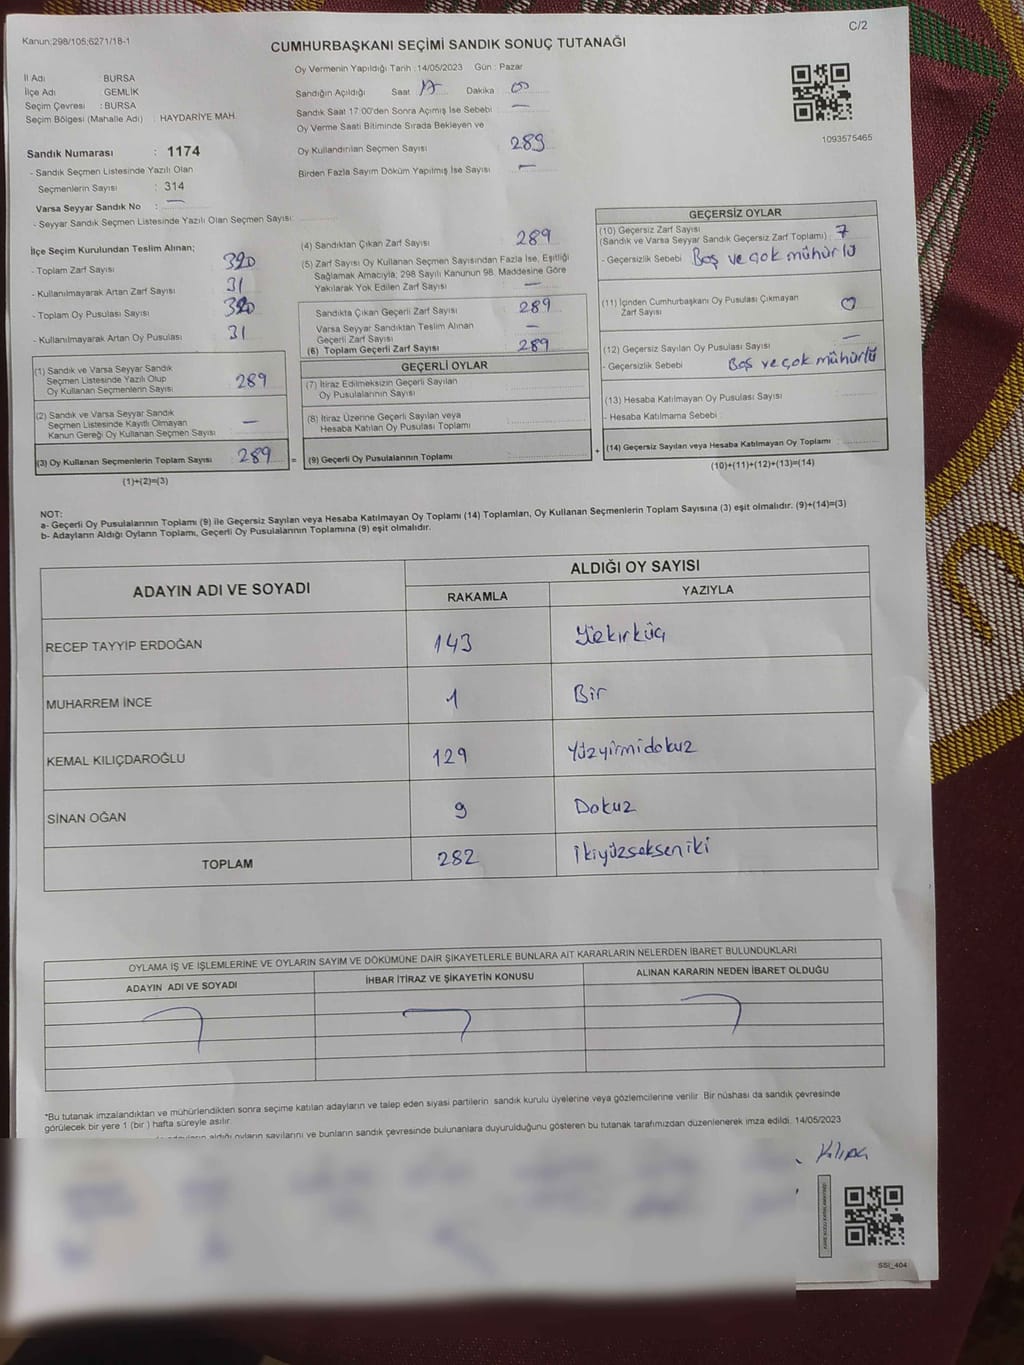 Kanun:298/105;6271/18-1
C/2
CUMHURBAŞKANI SEÇİMİ SANDIK SONUÇ TUTANAĞI
İl Adı : BURSA
İlçe Adı : GEMLİK
Seçim Çevresi : BURSA
Seçim Bölgesi (Mahalle Adı) : HAYDARİYE MAH.
Oy Vermenin Yapıldığı Tarih :14/05/2023 Gün : Pazar
Sandığın Açıldığı Saat 17 Dakika 00
Sandık Saat 17:00'den Sonra Açımış İse Sebebi : —
Oy Verme Saati Bitiminde Sırada Bekleyen ve
Oy Kullandırılan Seçmen Sayısı 289
Birden Fazla Sayım Döküm Yapılmış İse Sayısı —
1093575465
Sandık Numarası : 1174
- Sandık Seçmen Listesinde Yazılı Olan
Seçmenlerin Sayısı : 314
Varsa Seyyar Sandık No : —
- Seyyar Sandık Seçmen Listesinde Yazılı Olan Seçmen Sayısı:
İlçe Seçim Kurulundan Teslim Alınan;
- Toplam Zarf Sayısı 320
- Kullanılmayarak Artan Zarf Sayısı 31
- Toplam Oy Pusulası Sayısı 320
- Kullanılmayarak Artan Oy Pusulası 31
(1) Sandık ve Varsa Seyyar Sandık
Seçmen Listesinde Yazılı Olup
Oy Kullanan Seçmenlerin Sayısı 289
(2) Sandık ve Varsa Seyyar Sandık
Seçmen Listesinde Kayıtlı Olmayan
Kanun Gereği Oy Kullanan Seçmen Sayısı —
(3) Oy Kullanan Seçmenlerin Toplam Sayısı 289
(1)+(2)=(3)
(4) Sandıktan Çıkan Zarf Sayısı 289
(5) Zarf Sayısı Oy Kullanan Seçmen Sayısından Fazla İse, Eşitliği
Sağlamak Amacıyla; 298 Sayılı Kanunun 98. Maddesine Göre
Yakılarak Yok Edilen Zarf Sayısı —
Sandıkta Çıkan Geçerli Zarf Sayısı 289
Varsa Seyyar Sandıktan Teslim Alınan
Geçerli Zarf Sayısı —
(6) Toplam Geçerli Zarf Sayısı 289
GEÇERLİ OYLAR
(7) İtiraz Edilmeksizin Geçerli Sayılan
Oy Pusulalarının Sayısı
(8) İtiraz Üzerine Geçerli Sayılan veya
Hesaba Katılan Oy Pusulası Toplamı
= (9) Geçerli Oy Pusulalarının Toplamı
GEÇERSİZ OYLAR
(10) Geçersiz Zarf Sayısı
(Sandık ve Varsa Seyyar Sandık Geçersiz Zarf Toplamı) 7
- Geçersizlik Sebebi Boş ve çok mühürlü
(11) İçinden Cumhurbaşkanı Oy Pusulası Çıkmayan
Zarf Sayısı 0
(12) Geçersiz Sayılan Oy Pusulası Sayısı —
- Geçersizlik Sebebi Boş ve çok mühürlü
(13) Hesaba Katılmayan Oy Pusulası Sayısı
- Hesaba Katılmama Sebebi
+ (14) Geçersiz Sayılan veya Hesaba Katılmayan Oy Toplamı
(10)+(11)+(12)+(13)=(14)
NOT:
a- Geçerli Oy Pusulalarının Toplamı (9) ile Geçersiz Sayılan veya Hesaba Katılmayan Oy Toplamı (14) Toplamları, Oy Kullanan Seçmenlerin Toplam Sayısına (3) eşit olmalıdır. (9)+(14)=(3)
b- Adayların Aldığı Oyların Toplamı, Geçerli Oy Pusulalarının Toplamına (9) eşit olmalıdır.
ADAYIN ADI VE SOYADI ALDIĞI OY SAYISI
RAKAMLA YAZIYLA
RECEP TAYYİP ERDOĞAN 143
MUHARREM İNCE 1 Bir
KEMAL KILIÇDAROĞLU 129 Yüzyirmidokuz
SİNAN OĞAN 9 Dokuz
TOPLAM 282 İkiyüzsekseniki
OYLAMA İŞ VE İŞLEMLERİNE VE OYLARIN SAYIM VE DÖKÜMÜNE DAİR ŞİKAYETLERLE BUNLARA AİT KARARLARIN NELERDEN İBARET BULUNDUKLARI
ADAYIN ADI VE SOYADI İHBAR İTİRAZ VE ŞİKAYETİN KONUSU ALINAN KARARIN NEDEN İBARET OLDUĞU
*Bu tutanak imzalandıktan ve mühürlendikten sonra seçime katılan adayların ve talep eden siyasi partilerin sandık kurulu üyelerine veya gözlemcilerine verilir. Bir nüshası da sandık çevresinde
görülecek bir yere 1 (bir) hafta süreyle asılır.
aldığı oyların sayılarını ve bunların sandık çevresinde bulunanlara duyurulduğunu gösteren bu tutanak tarafımızdan düzenlenerek imza edildi. 14/05/2023
SSİ_404